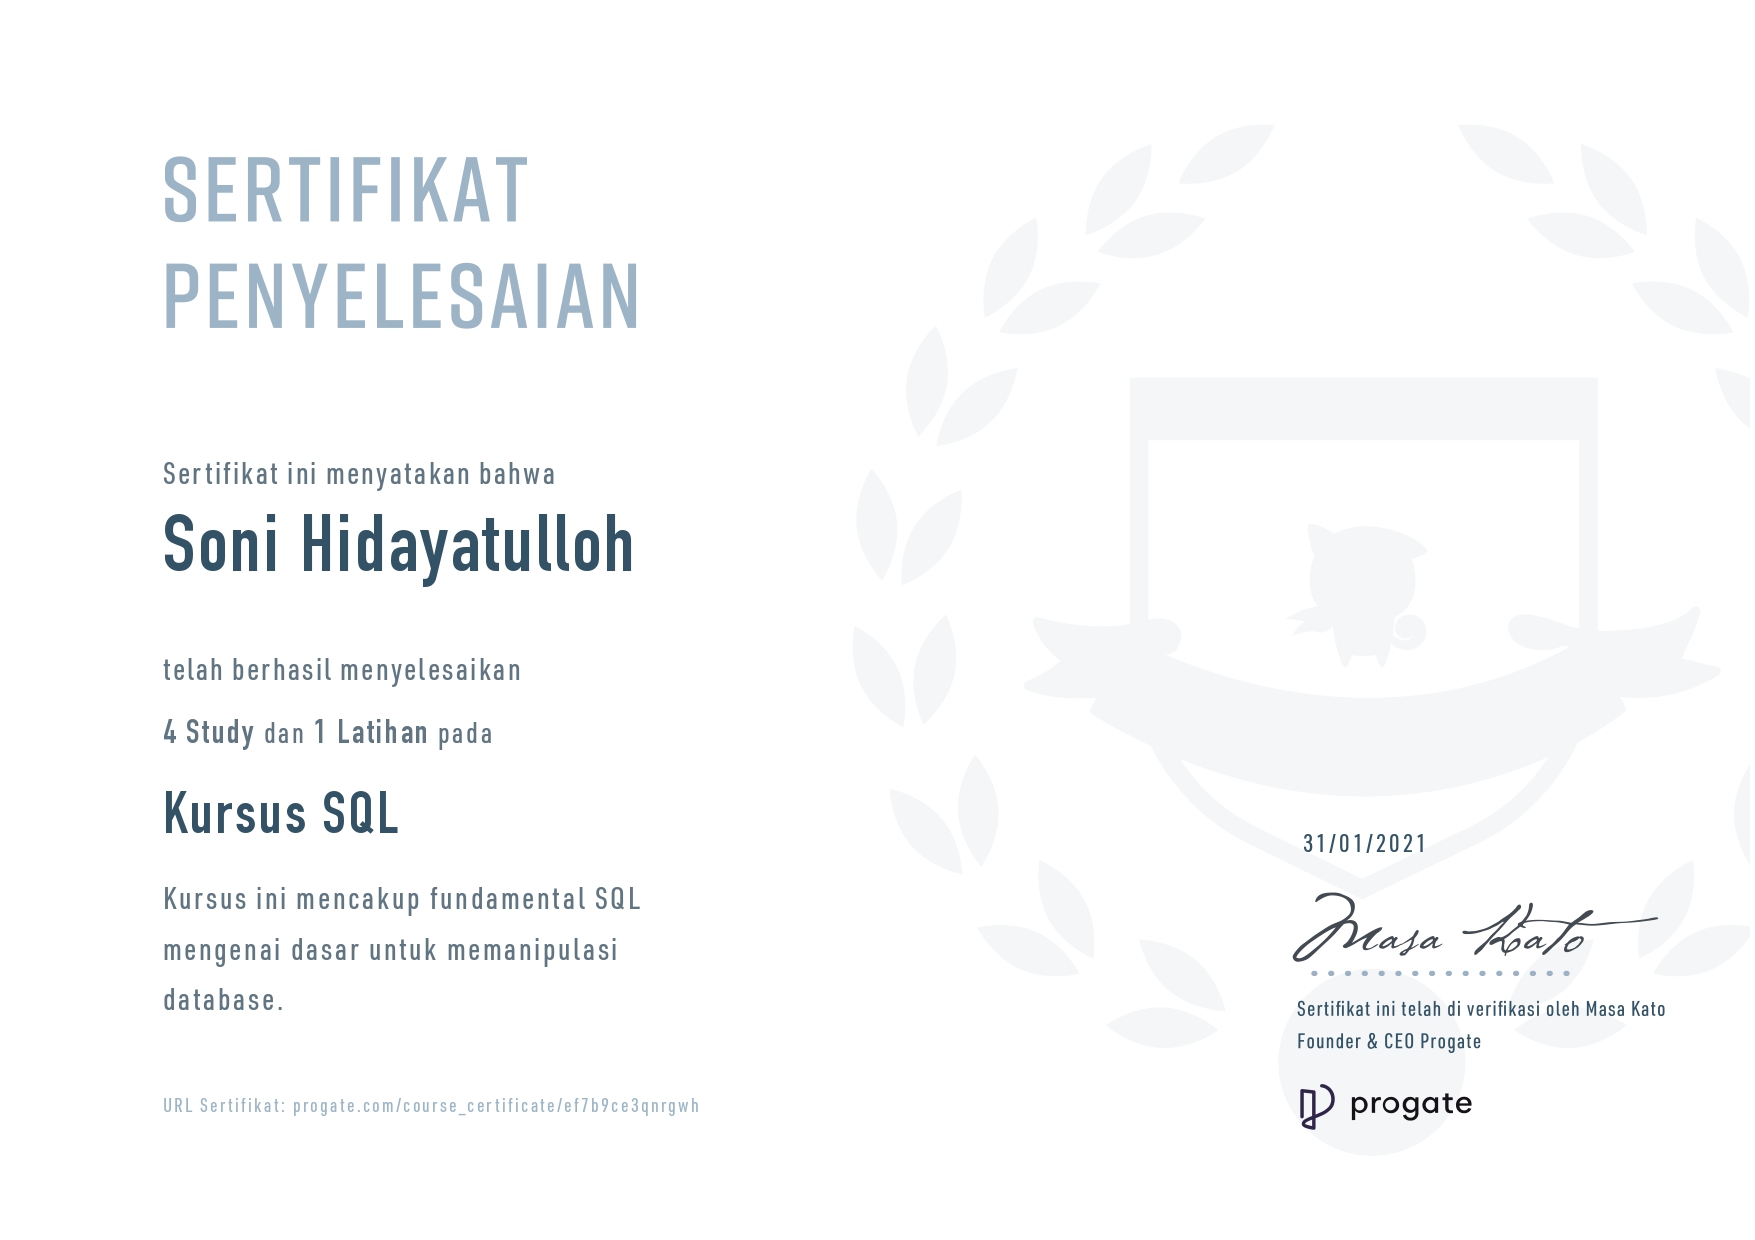 SERTIFIKAT
PENYELESAIAN
Sertifikat ini menyatakan bahwa
Soni Hidayatulloh
telah berhasil menyelesaikan
4 Study dan 1 Latihan pada
Kursus SQL
Kursus ini mencakup fundamental SQL
mengenai dasar untuk memanipulasi
database.
URL Sertifikat: progate.com/course_certificate/ef7b9ce3qnrgwh
31/01/2021
Masa Kato
Sertifikat ini telah di verifikasi oleh Masa Kato
Founder & CEO Progate
progate